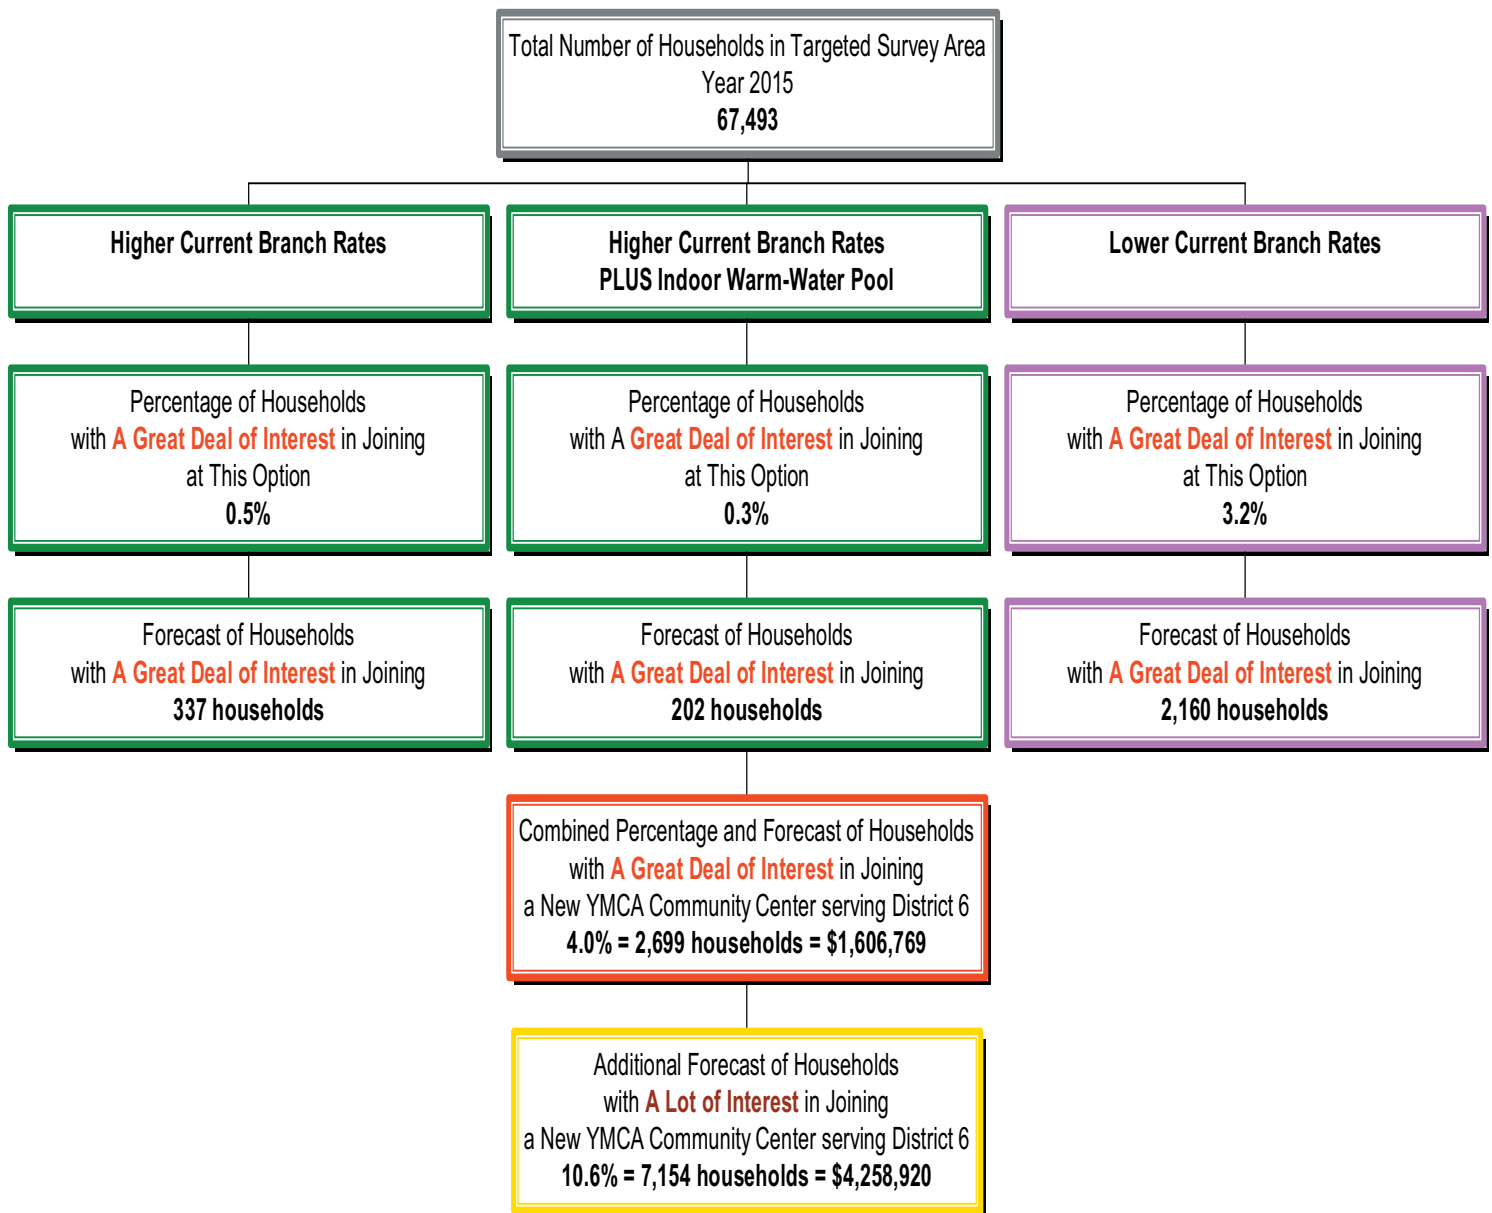 Total Number of Households in Targeted Survey Area
Year 2015
67,493
Higher Current Branch Rates
Higher Current Branch Rates
PLUS Indoor Warm-Water Pool
Lower Current Branch Rates
Percentage of Households
with A Great Deal of Interest in Joining
at This Option
0.5%
Percentage of Households
with A Great Deal of Interest in Joining
at This Option
0.3%
Percentage of Households
with A Great Deal of Interest in Joining
at This Option
3.2%
Forecast of Households
with A Great Deal of Interest in Joining
337 households
Forecast of Households
with A Great Deal of Interest in Joining
202 households
Forecast of Households
with A Great Deal of Interest in Joining
2,160 households
Combined Percentage and Forecast of Households
with A Great Deal of Interest in Joining
a New YMCA Community Center serving District 6
4.0% = 2,699 households = $1,606,769
Additional Forecast of Households
with A Lot of Interest in Joining
a New YMCA Community Center serving District 6
10.6% = 7,154 households = $4,258,920